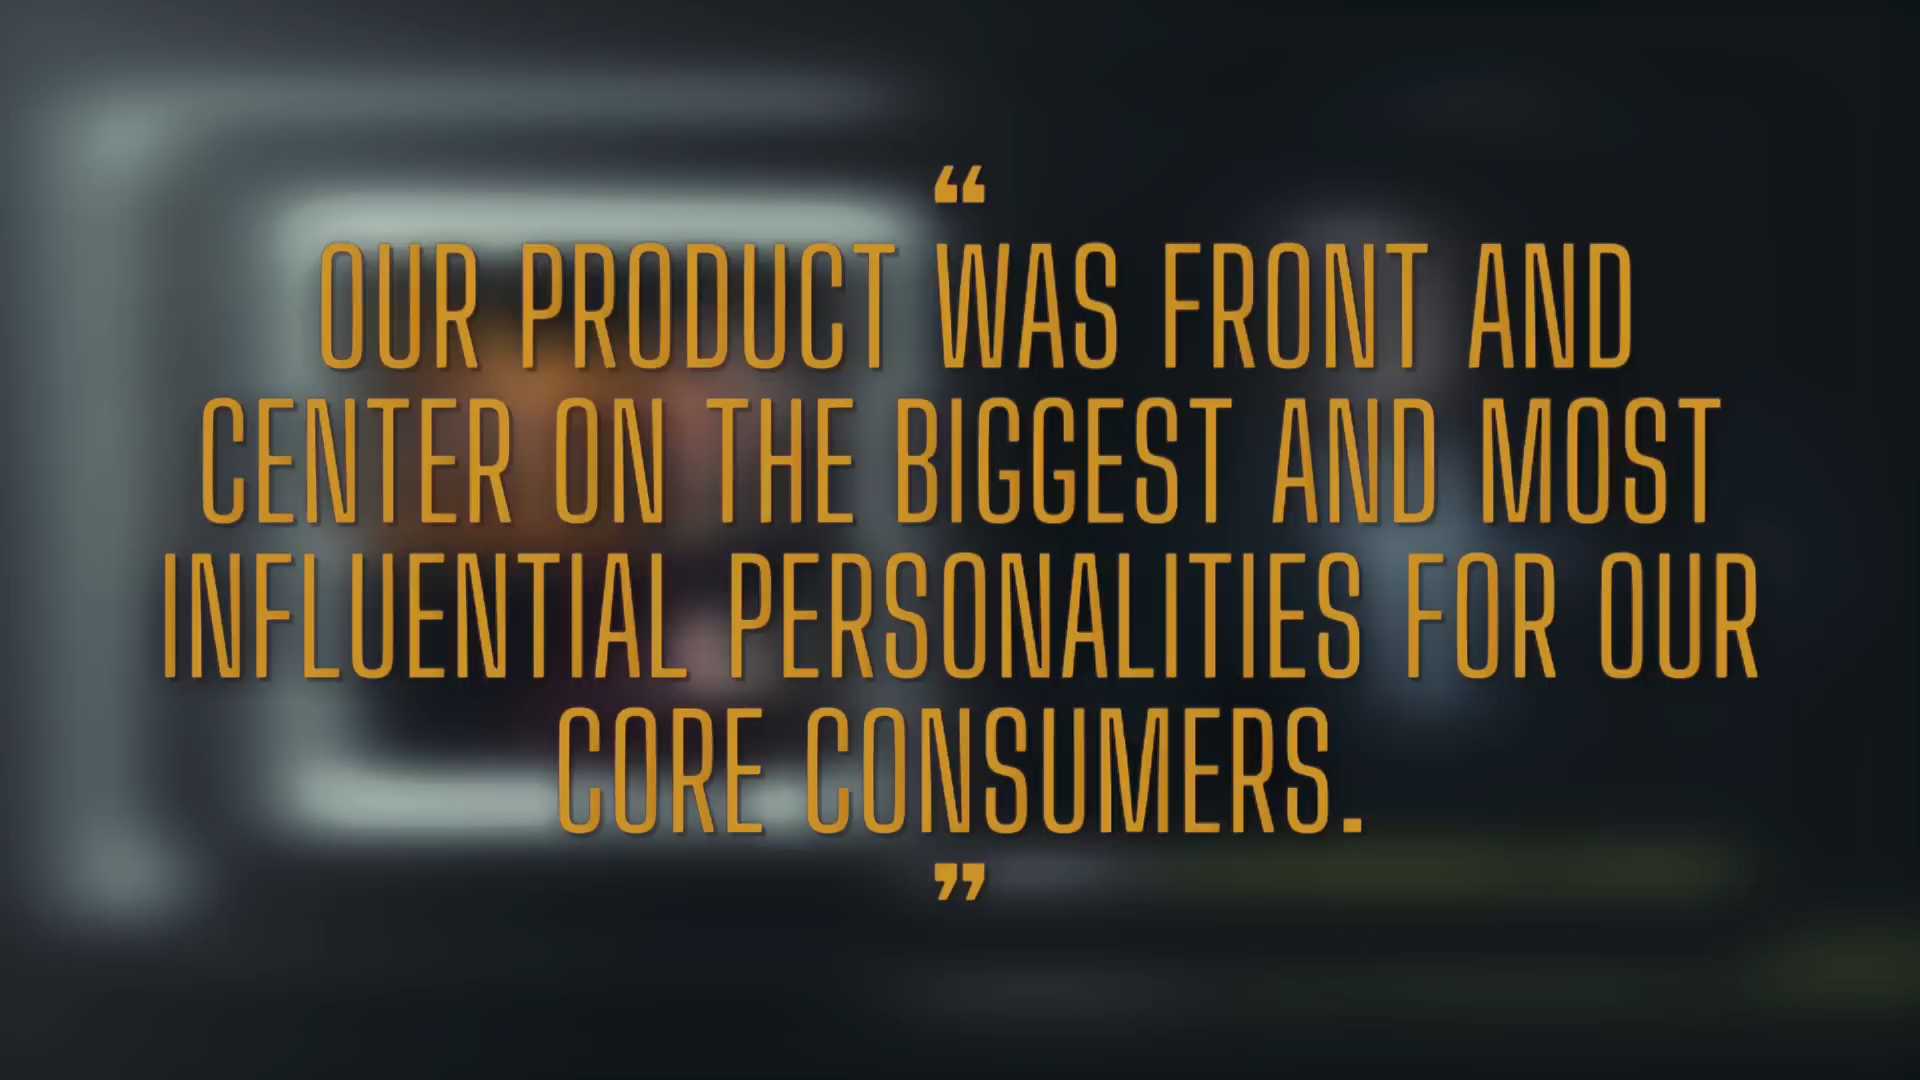 “
OUR PRODUCT WAS FRONT AND
CENTER ON THE BIGGEST AND MOST
INFLUENTIAL PERSONALITIES FOR OUR
CORE CONSUMERS.
”